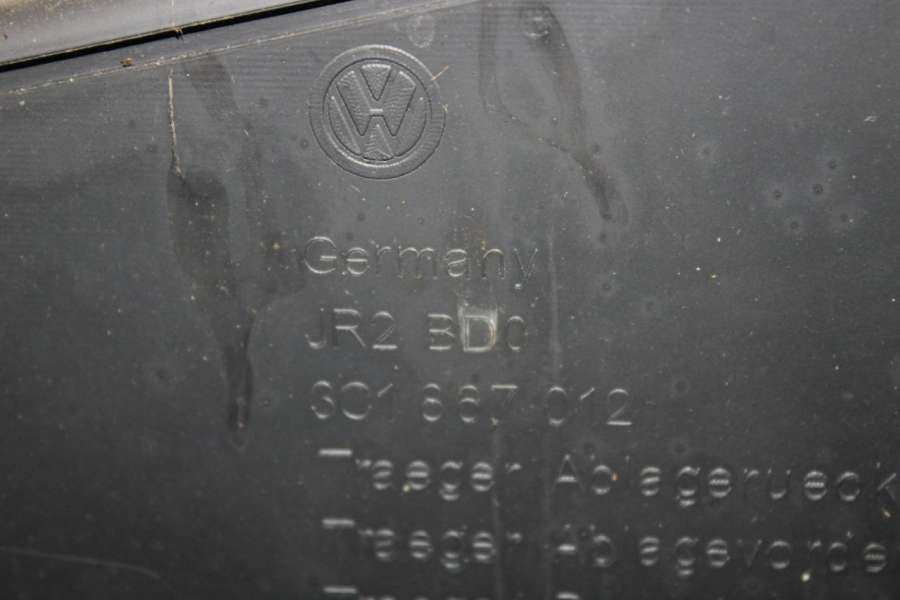 Germany
JR2 BD0
3C1 867 012
Traeger Ablagerueck
Traeger Ablagevorde